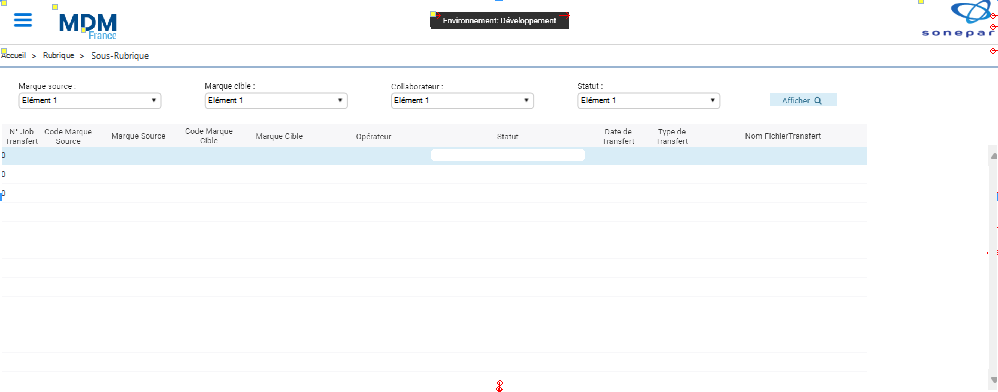 MDM
France
Environnement: Développement
sonepar
Accueil > Rubrique > Sous-Rubrique
Marque source :
Marque cible :
Collaborateur :
Statut :
Elément 1
Elément 1
Elément 1
Elément 1
Afficher
N° Job Transfert
Code Marque Source
Marque Source
Code Marque Cible
Marque Cible
Opérateur
Statut
Date de Transfert
Type de Transfert
Nom FichierTransfert
0
0
0